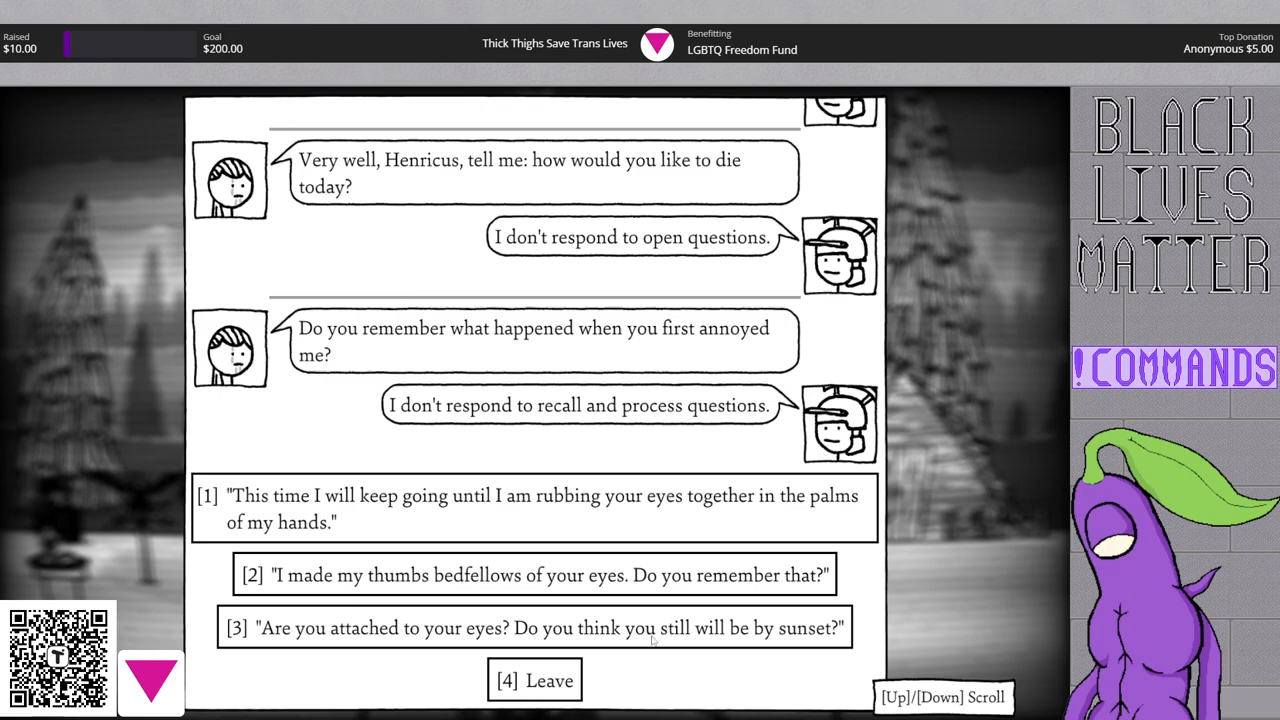 Raised
$10.00
Goal
$200.00
Thick Thighs Save Trans Lives
Benefitting
LGBTQ Freedom Fund
Top Donation
Anonymous $5.00
Very well, Henricus, tell me: how would you like to die
today?
I don't respond to open questions.
Do you remember what happened when you first annoyed
me?
I don't respond to recall and process questions.
[1] "This time I will keep going until I am rubbing your eyes together in the palms
of my hands."
[2] "I made my thumbs bedfellows of your eyes. Do you remember that?"
[3] "Are you attached to your eyes? Do you think you still will be by sunset?"
[4] Leave
[Up]/[Down] Scroll
BLACK
LIVES
MATTER
!COMMANDS
T